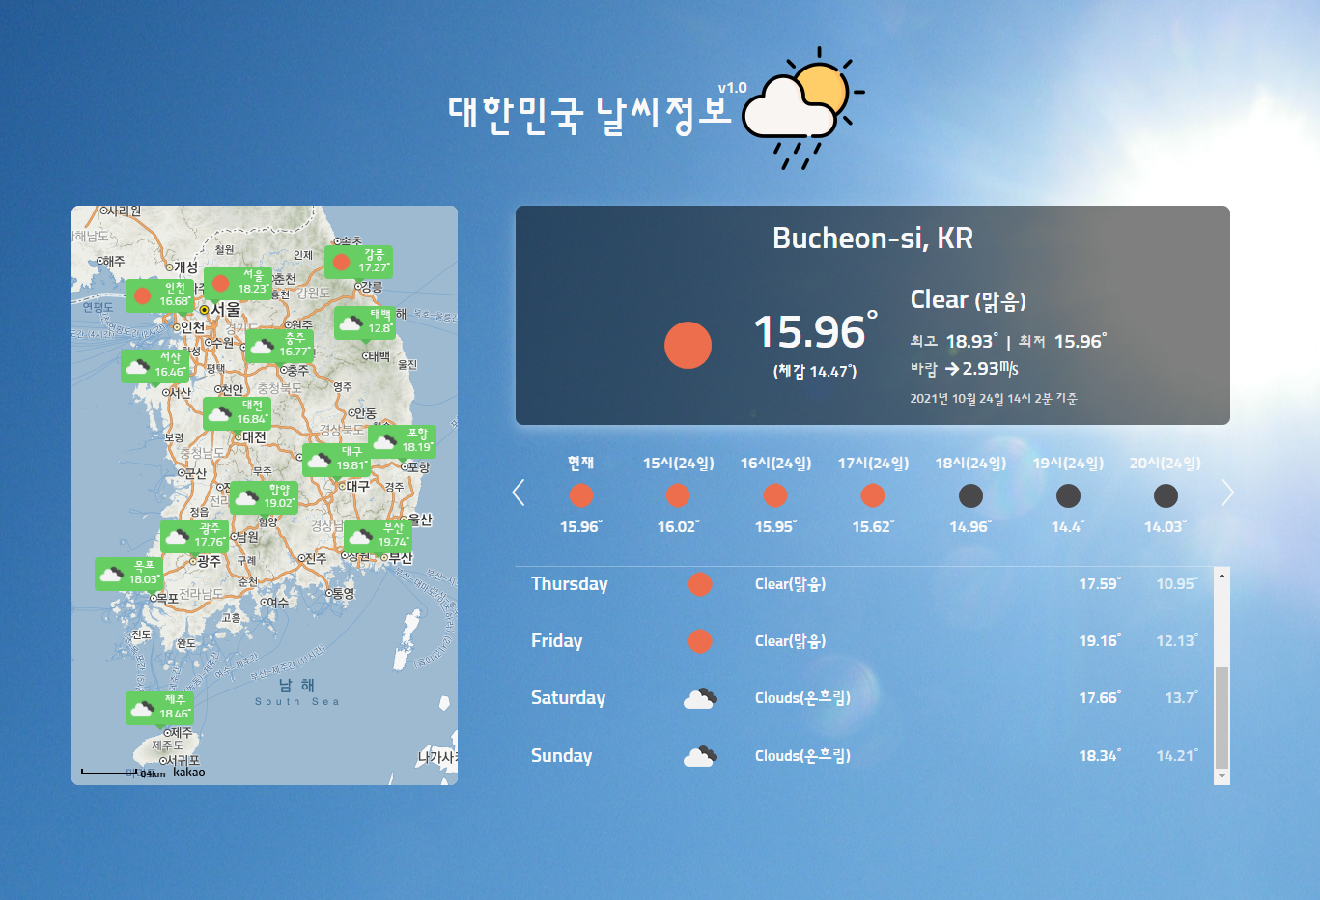 v1.0
대한민국 날씨정보
Bucheon-si, KR
15.96°
(체감 14.47°)
Clear (맑음)
최고 18.93° | 최저 15.96°
바람 2.93m/s
2021년 10월 24일 14시 2분 기준
현재 15시(24일) 16시(24일) 17시(24일) 18시(24일) 19시(24일) 20시(24일)
15.96° 16.02° 15.95° 15.62° 14.96° 14.4° 14.03°
Thursday Clear(맑음) 17.59° 10.95°
Friday Clear(맑음) 19.16° 12.13°
Saturday Clouds(온흐림) 17.66° 13.7°
Sunday Clouds(온흐림) 18.34° 14.21°
사리원
해남도
해주
개성
철원
인제
속초
강릉
17.27°
강릉
서울
18.23°
춘천
홍천
강원도
인천
16.68°
연평도
서울
인천
경기도
원주
태백
12.8°
태백
울진
수원
화성
충주
16.77°
충주
서산
16.46°
서산
평택
천안
충청북도
영주
대전
16.84°
대전
안동
경상북도
보령
충청남도
포항
18.19°
포항
대구
19.81°
대구
경주
군산
무주
함양
19.02°
함양
정읍
울산
광주
17.76°
광주
남원
구례
진주
창원
부산
19.74°
부산
목포
18.03°
목포
전라남도
순천
여수
통영
고흥
진도
완도
남해
South Sea
제주
18.46°
제주
제주도
서귀포
kakao